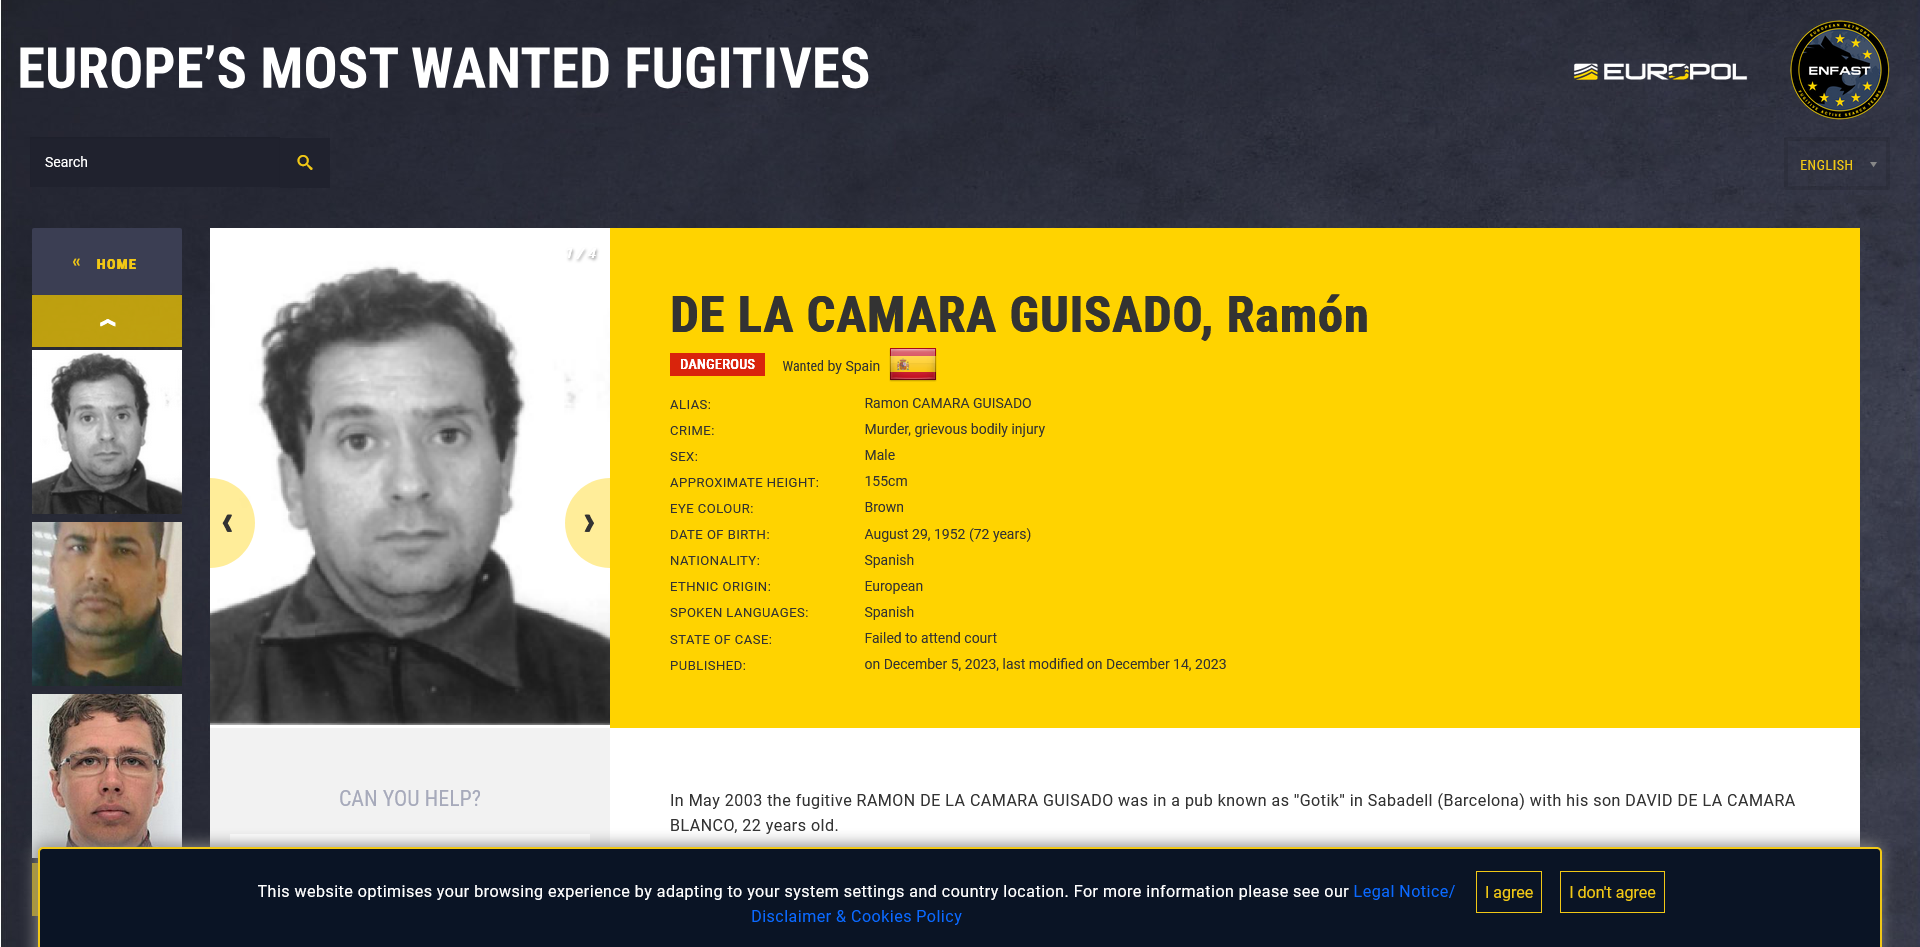 EUROPE’S MOST WANTED FUGITIVES
EUROPOL
ENFAST
Search
ENGLISH
« HOME
1 / 4
DE LA CAMARA GUISADO, Ramón
DANGEROUS Wanted by Spain
ALIAS: Ramon CAMARA GUISADO
CRIME: Murder, grievous bodily injury
SEX: Male
APPROXIMATE HEIGHT: 155cm
EYE COLOUR: Brown
DATE OF BIRTH: August 29, 1952 (72 years)
NATIONALITY: Spanish
ETHNIC ORIGIN: European
SPOKEN LANGUAGES: Spanish
STATE OF CASE: Failed to attend court
PUBLISHED: on December 5, 2023, last modified on December 14, 2023
CAN YOU HELP?
In May 2003 the fugitive RAMON DE LA CAMARA GUISADO was in a pub known as "Gotik" in Sabadell (Barcelona) with his son DAVID DE LA CAMARA
BLANCO, 22 years old.
This website optimises your browsing experience by adapting to your system settings and country location. For more information please see our Legal Notice/
Disclaimer & Cookies Policy
I agree
I don't agree